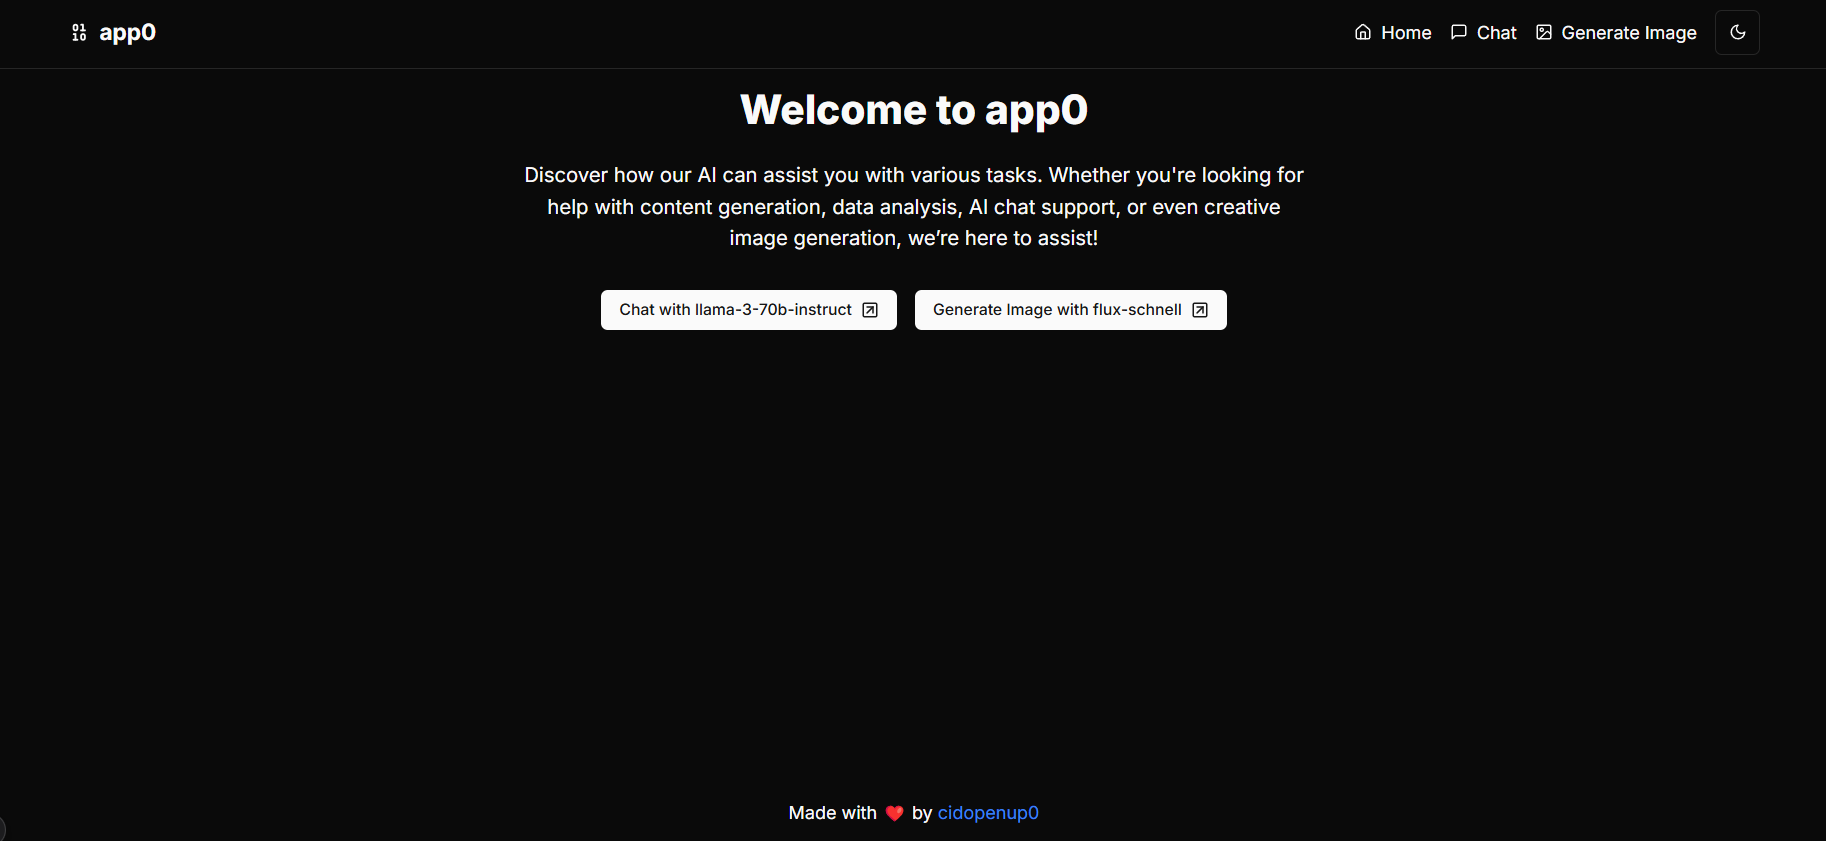 app0
Home Chat Generate Image
Welcome to app0
Discover how our AI can assist you with various tasks. Whether you're looking for
help with content generation, data analysis, AI chat support, or even creative
image generation, we’re here to assist!
Chat with llama-3-70b-instruct
Generate Image with flux-schnell
Made with ❤️ by cidopenup0